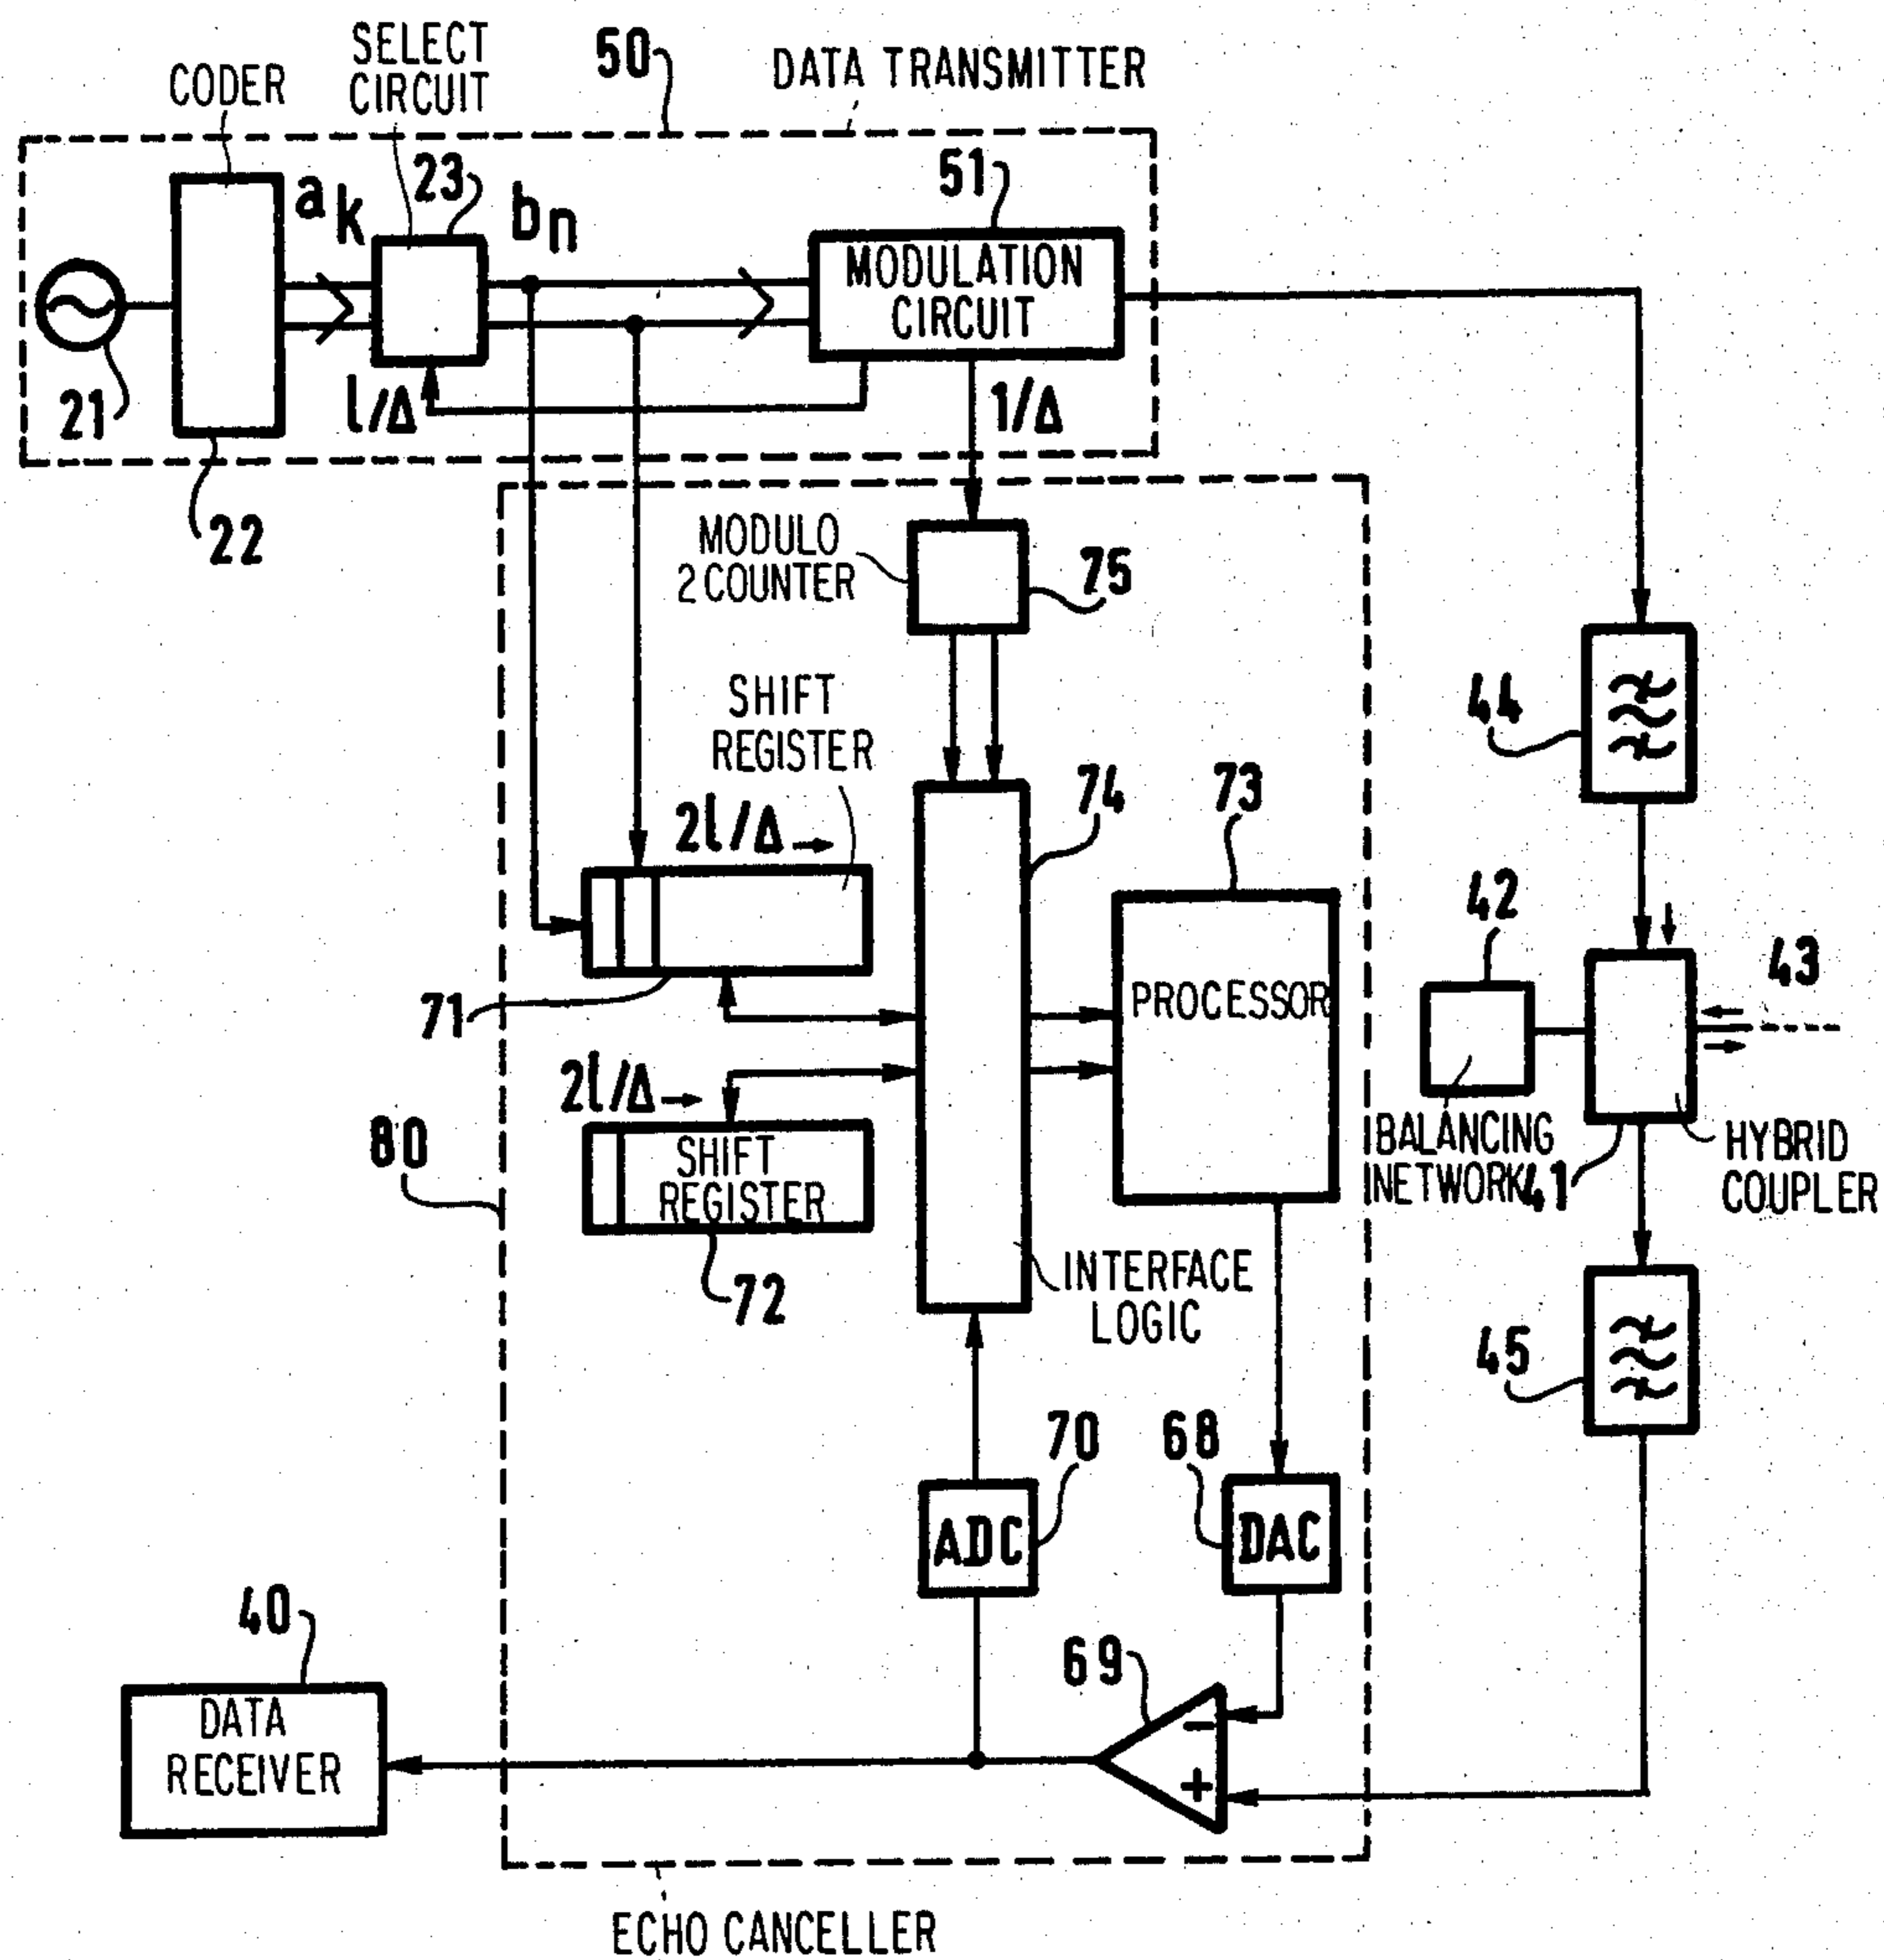 CODER
SELECT
CIRCUIT
50
DATA TRANSMITTER
ak
23
bn
51
MODULATION
CIRCUIT
21
l/Δ
1/Δ
22
MODULO
2 COUNTER
75
44
SHIFT
REGISTER
2l/Δ
74
73
42
43
71
PROCESSOR
2l/Δ
80
SHIFT
REGISTER
BALANCING
NETWORK
41
HYBRID
COUPLER
72
INTERFACE
LOGIC
45
70
68
ADC
DAC
40
69
DATA
RECEIVER
−
+
ECHO CANCELLER